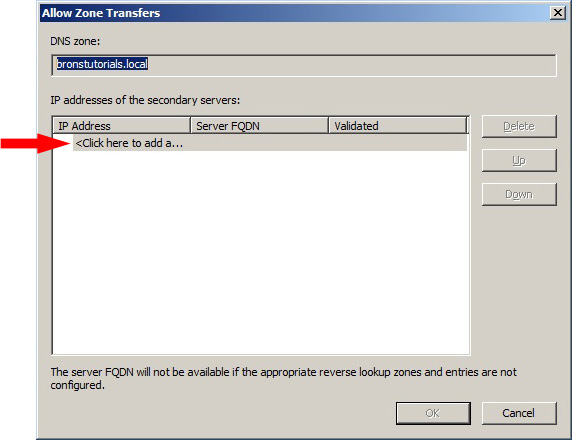 Allow Zone Transfers
DNS zone:
bronstutorials.local
IP addresses of the secondary servers:
IP Address Server FQDN Validated
<Click here to add a...
Delete
Up
Down
The server FQDN will not be available if the appropriate reverse lookup zones and entries are not
configured.
OK Cancel